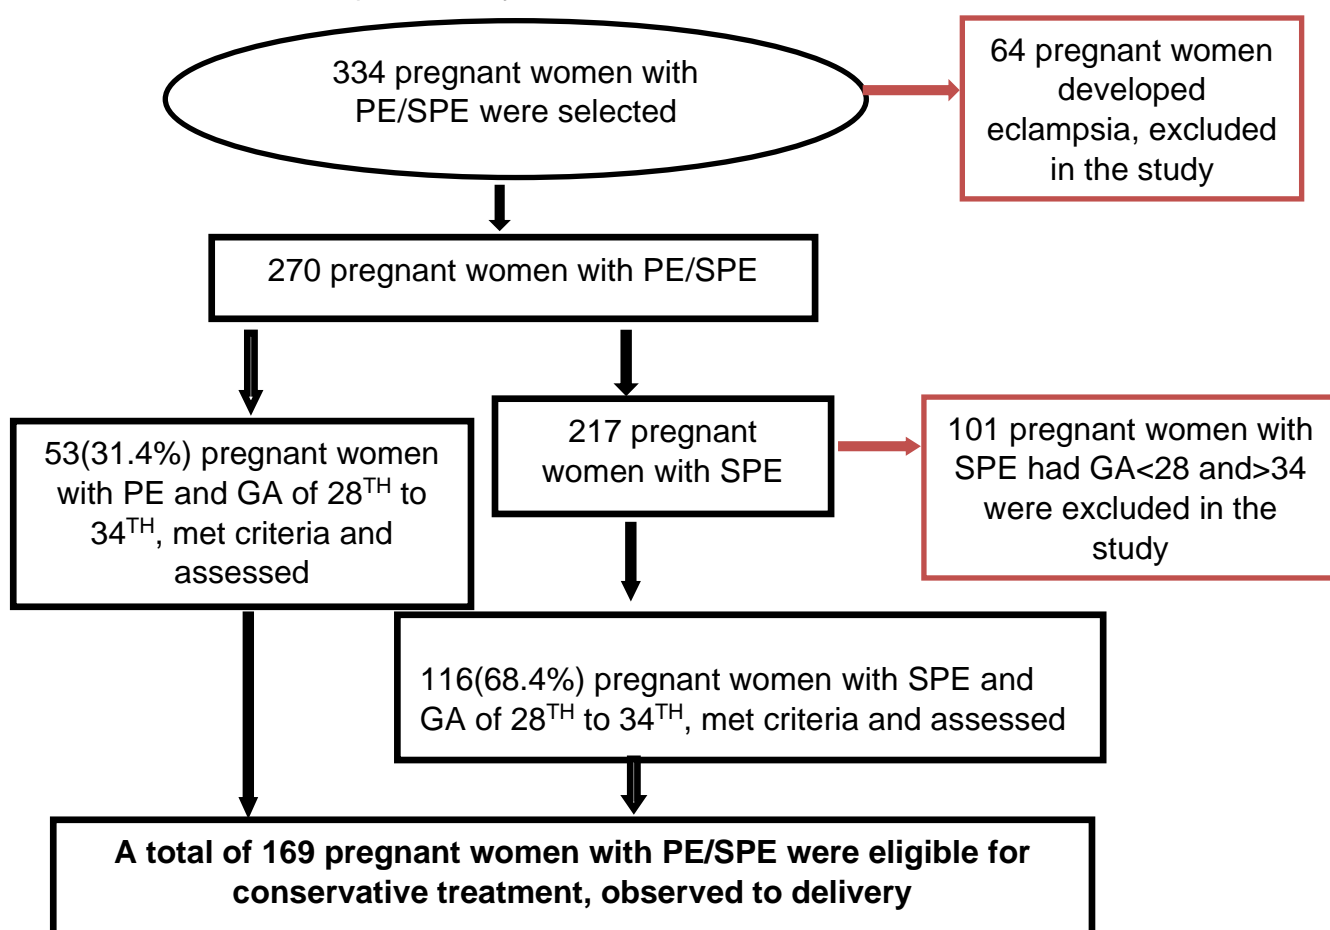 334 pregnant women with
PE/SPE were selected
64 pregnant women
developed
eclampsia, excluded
in the study
270 pregnant women with PE/SPE
53(31.4%) pregnant women
with PE and GA of 28TH to
34TH, met criteria and
assessed
217 pregnant
women with SPE
101 pregnant women with
SPE had GA<28 and>34
were excluded in the
study
116(68.4%) pregnant women with SPE and
GA of 28TH to 34TH, met criteria and assessed
A total of 169 pregnant women with PE/SPE were eligible for
conservative treatment, observed to delivery